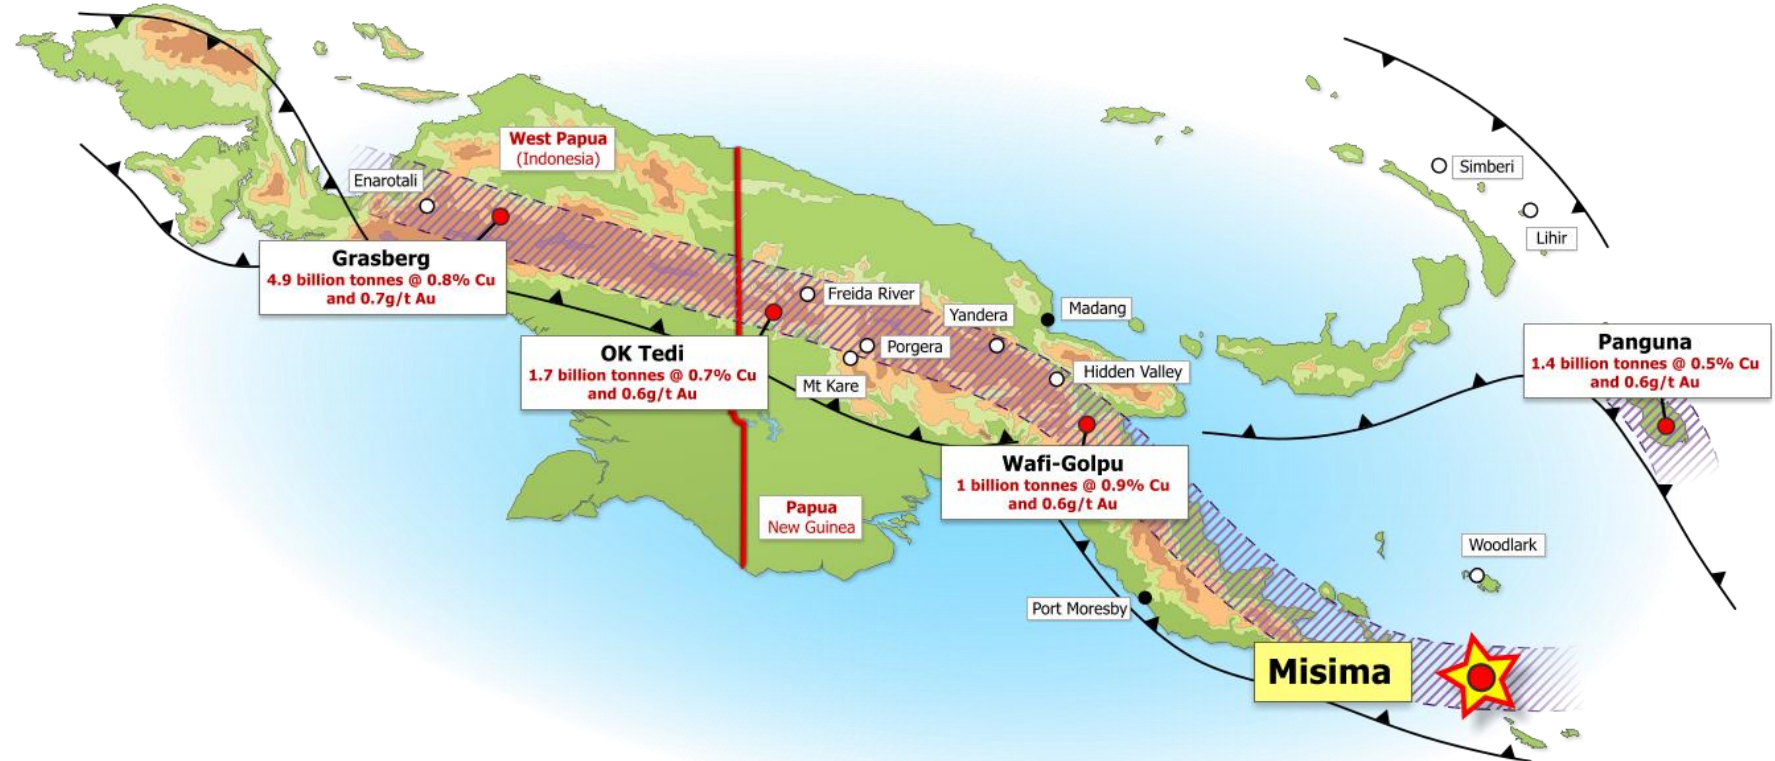 West Papua
(Indonesia)
Enarotali
Simberi
Lihir
Grasberg
4.9 billion tonnes @ 0.8% Cu
and 0.7g/t Au
Freida River
Yandera
Madang
OK Tedi
1.7 billion tonnes @ 0.7% Cu
and 0.6g/t Au
Porgera
Mt Kare
Hidden Valley
Panguna
1.4 billion tonnes @ 0.5% Cu
and 0.6g/t Au
Wafi-Golpu
1 billion tonnes @ 0.9% Cu
and 0.6g/t Au
Papua
New Guinea
Woodlark
Port Moresby
Misima